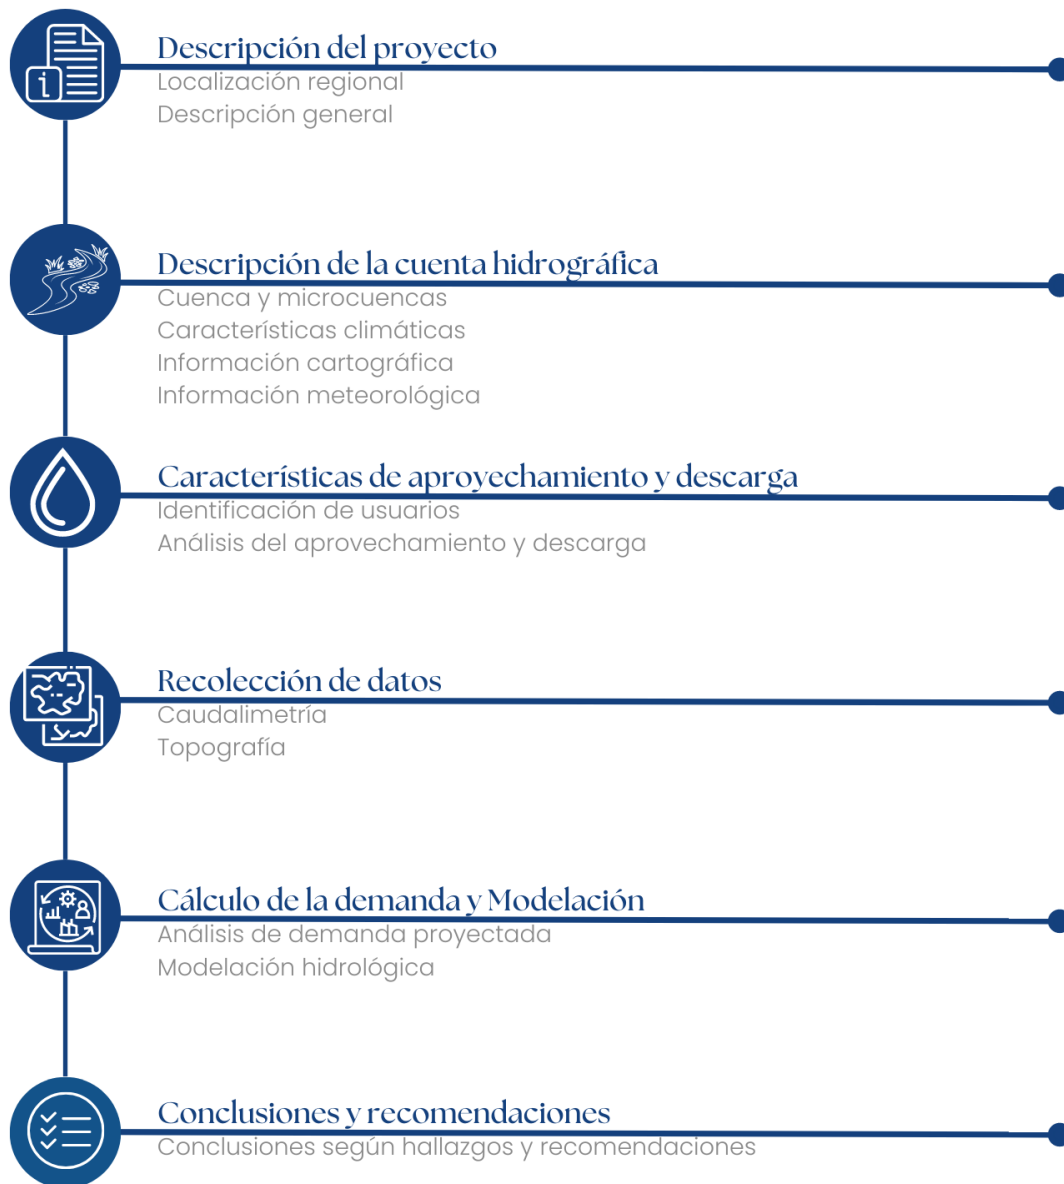 Descripción del proyecto
Localización regional
Descripción general
Descripción de la cuenta hidrográfica
Cuenca y microcuencas
Características climáticas
Información cartográfica
Información meteorológica
Características de aproyechamiento y descarga
Identificación de usuarios
Análisis del aprovechamiento y descarga
Recolección de datos
Caudalimetría
Topografía
Cálculo de la demanda y Modelación
Análisis de demanda proyectada
Modelación hidrológica
Conclusiones y recomendaciones
Conclusiones según hallazgos y recomendaciones